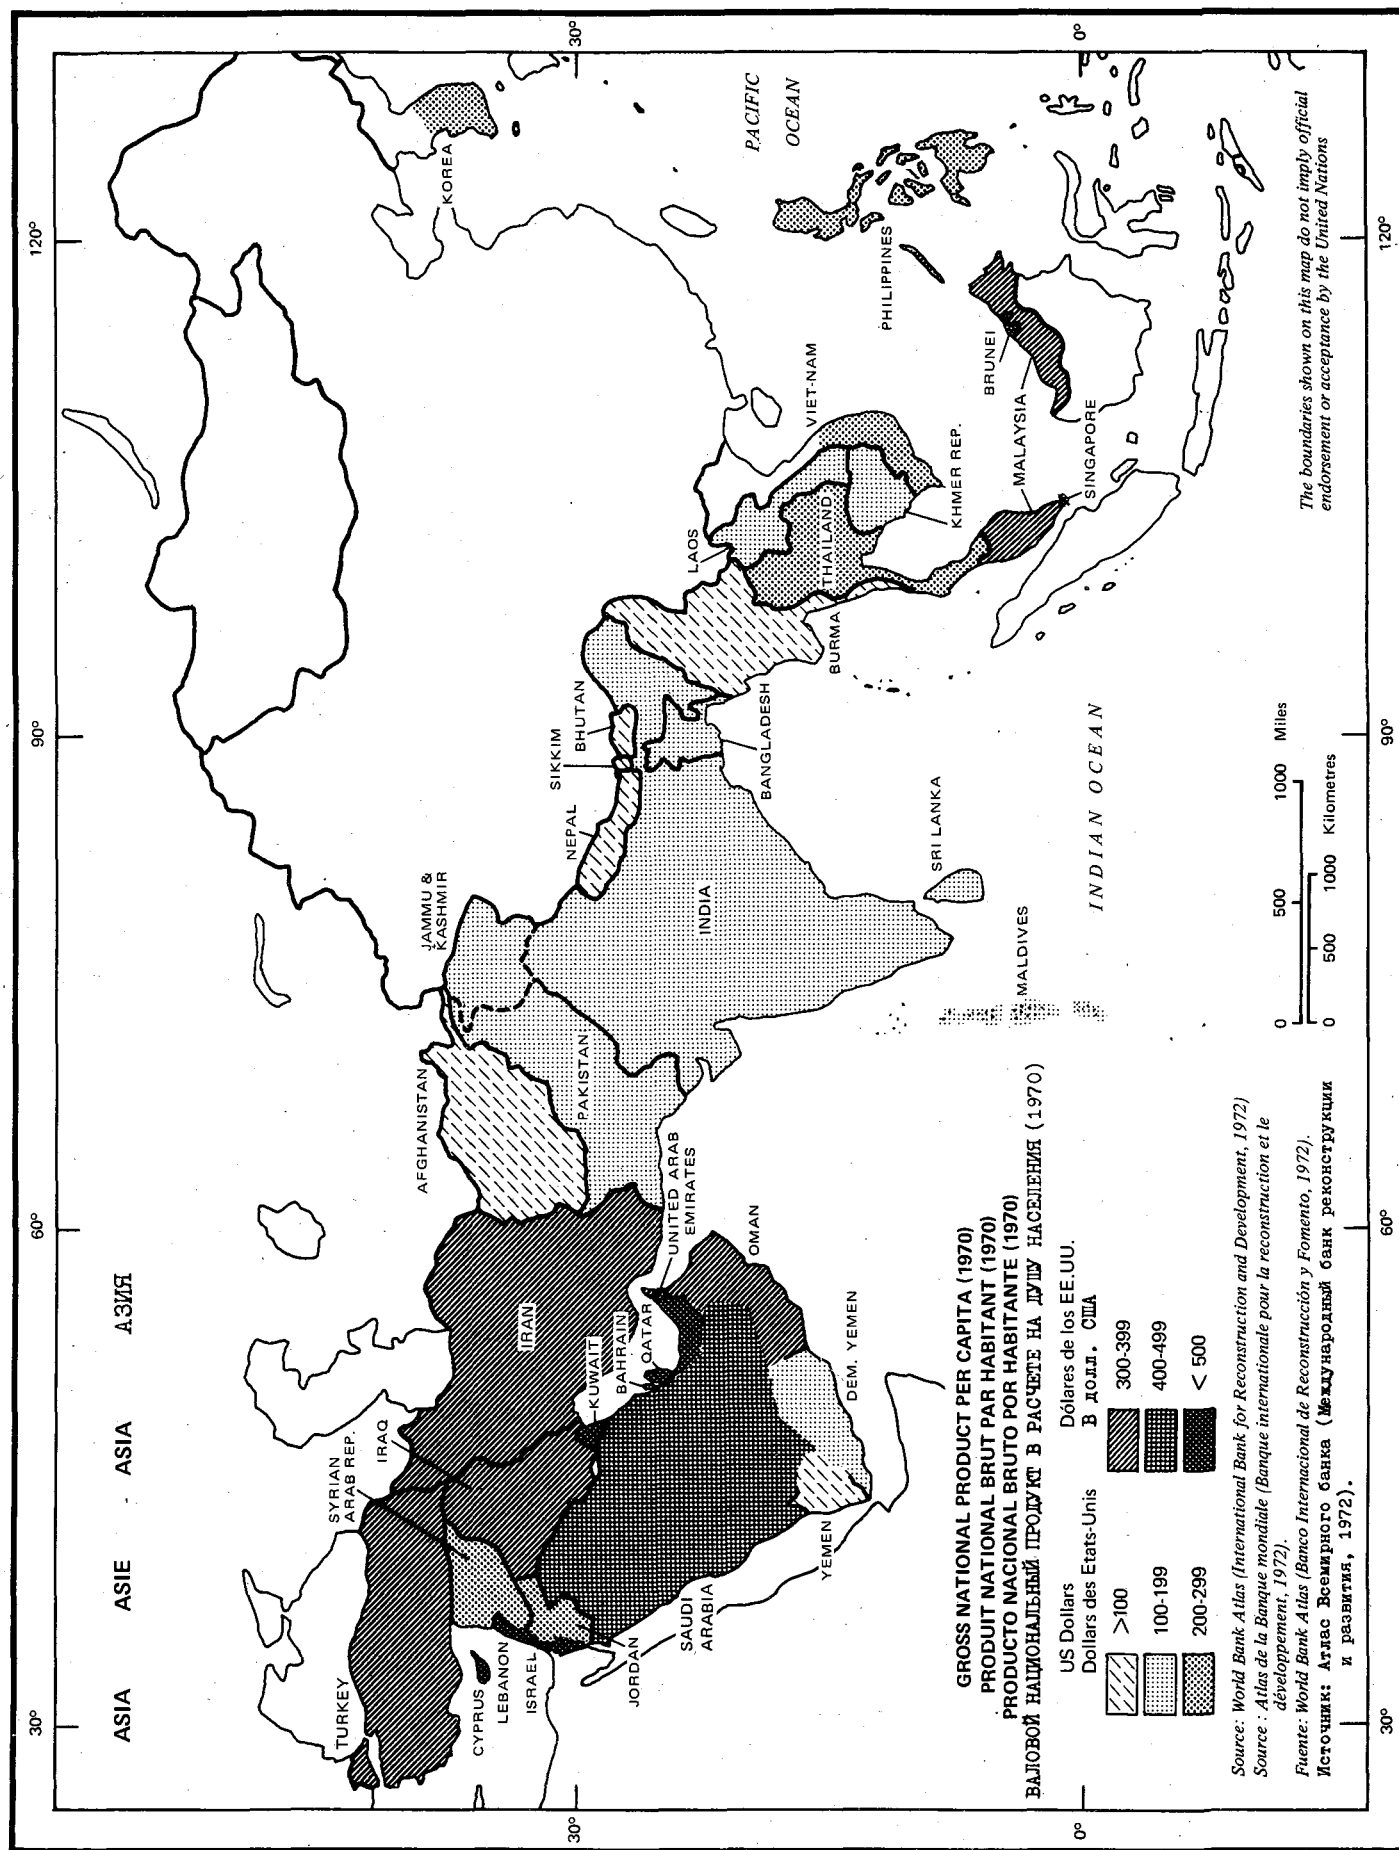 ASIA    ASIE  -  ASIA    АЗИЯ
30°
60°
90°
120°
30°
0°
30°
0°
30°
60°
90°
120°
TURKEY
SYRIAN
ARAB REP.
IRAQ
CYPRUS
LEBANON
ISRAEL
JORDAN
SAUDI
ARABIA
YEMEN
DEM. YEMEN
OMAN
UNITED ARAB
EMIRATES
QATAR
BAHRAIN
KUWAIT
IRAN
AFGHANISTAN
PAKISTAN
JAMMU &
KASHMIR
INDIA
NEPAL
SIKKIM
BHUTAN
BANGLADESH
SRI LANKA
MALDIVES
BURMA
LAOS
THAILAND
VIET-NAM
KHMER REP.
MALAYSIA
SINGAPORE
BRUNEI
PHILIPPINES
KOREA
PACIFIC
OCEAN
INDIAN OCEAN
GROSS NATIONAL PRODUCT PER CAPITA (1970)
PRODUIT NATIONAL BRUT PAR HABITANT (1970)
PRODUCTO NACIONAL BRUTO POR HABITANTE (1970)
ВАЛОВОЙ НАЦИОНАЛЬНЫЙ ПРОДУКТ В РАСЧЕТЕ НА ДУШУ НАСЕЛЕНИЯ (1970)
US Dollars    Dólares de los EE.UU.
Dollars des Etats-Unis    В долл. США
>100    300-399
100-199    400-499
200-299    < 500
0    500    1000    Miles
0    500    1000    Kilometres
Source: World Bank Atlas (International Bank for Reconstruction and Development, 1972)
Source : Atlas de la Banque mondiale (Banque internationale pour la reconstruction et le
développement, 1972).
Fuente: World Bank Atlas (Banco Internacional de Reconstrucción y Fomento, 1972).
Источник: Атлас Всемирного банка (Международный банк реконструкции
и развития, 1972).
The boundaries shown on this map do not imply official
endorsement or acceptance by the United Nations